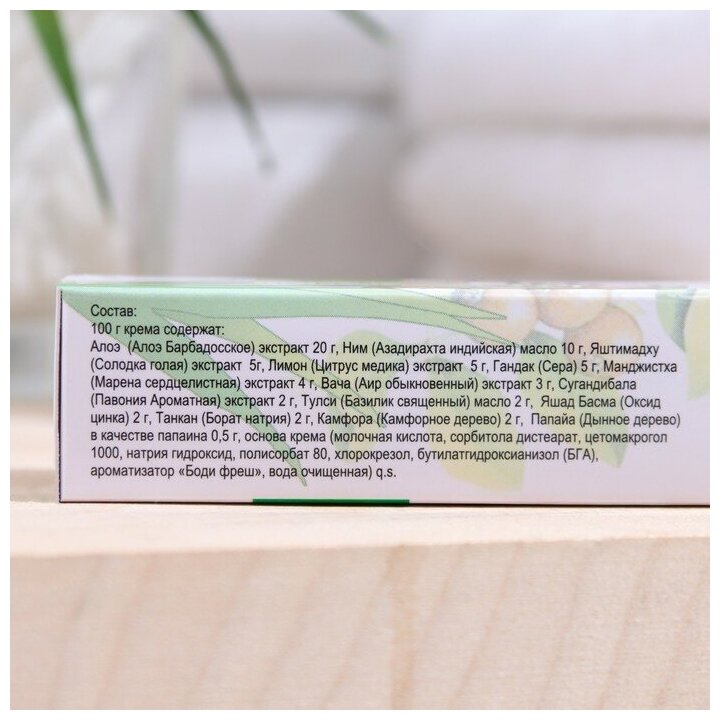 Состав:
100 г крема содержат:
Алоэ (Алоэ Барбадосское) экстракт 20 г, Ним (Азадирахта индийская) масло 10 г, Яштимадху
(Солодка голая) экстракт 5г, Лимон (Цитрус медика) экстракт 5 г, Гандак (Сера) 5 г, Манджистха
(Марена сердцелистная) экстракт 4 г, Вача (Аир обыкновенный) экстракт 3 г, Сугандибала
(Павония Ароматная) экстракт 2 г, Тулси (Базилик священный) масло 2 г, Яшад Басма (Оксид
цинка) 2 г, Танкан (Борат натрия) 2 г, Камфора (Камфорное дерево) 2 г, Папайа (Дынное дерево)
в качестве папаина 0,5 г, основа крема (молочная кислота, сорбитола дистеарат, цетомакрогол
1000, натрия гидроксид, полисорбат 80, хлорокрезол, бутилатгидроксианизол (БГА),
ароматизатор «Боди фреш», вода очищенная) q.s.